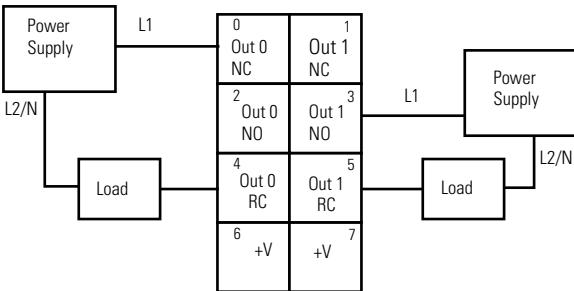 Power
Supply
L1
L2/N
Load
0
Out 0
NC
1
Out 1
NC
2
Out 0
NO
3
Out 1
NO
4
Out 0
RC
5
Out 1
RC
6
+V
7
+V
L1
Power
Supply
L2/N
Load